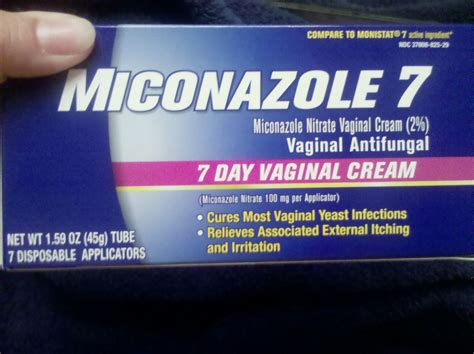 COMPARE TO MONISTAT® 7 active ingredient*
NDC 37808-825-29
MICONAZOLE 7
Miconazole Nitrate Vaginal Cream (2%)
Vaginal Antifungal
7 DAY VAGINAL CREAM
(Miconazole Nitrate 100 mg per Applicator)
• Cures Most Vaginal Yeast Infections
• Relieves Associated External Itching
and Irritation
NET WT 1.59 OZ (45g) TUBE
7 DISPOSABLE APPLICATORS